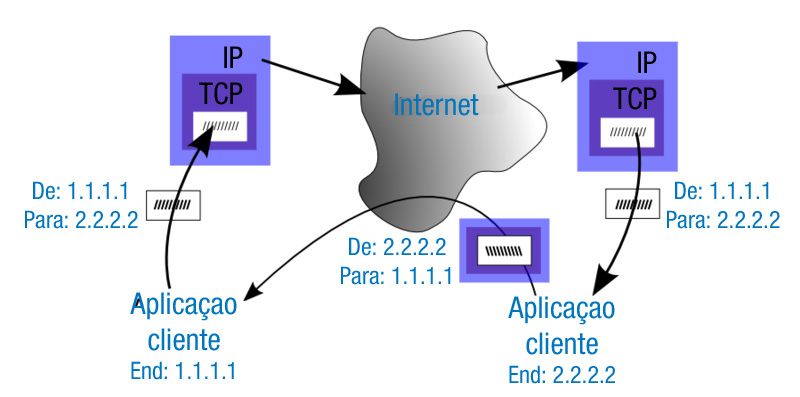 IP
TCP
Internet
IP
TCP
De: 1.1.1.1
Para: 2.2.2.2
De: 1.1.1.1
Para: 2.2.2.2
De: 2.2.2.2
Para: 1.1.1.1
Aplicaçao
cliente
End: 1.1.1.1
Aplicaçao
cliente
End: 2.2.2.2